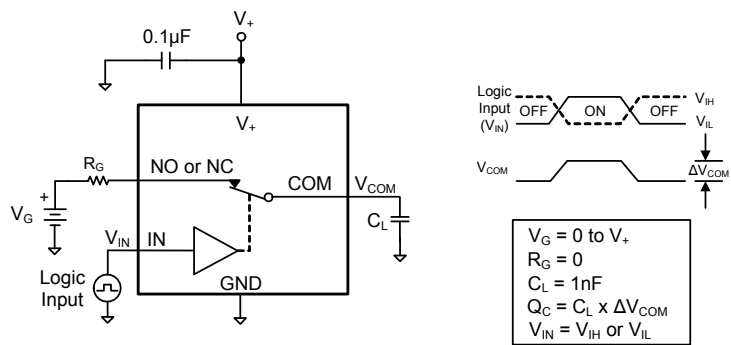 V+
0.1µF
V+
RG
NO or NC
COM
VCOM
VG
+
CL
VIN
IN
Logic
Input
GND
Logic
Input
(VIN)
OFF
ON
OFF
VIH
VIL
VCOM
ΔVCOM
VG = 0 to V+
RG = 0
CL = 1nF
QC = CL x ΔVCOM
VIN = VIH or VIL